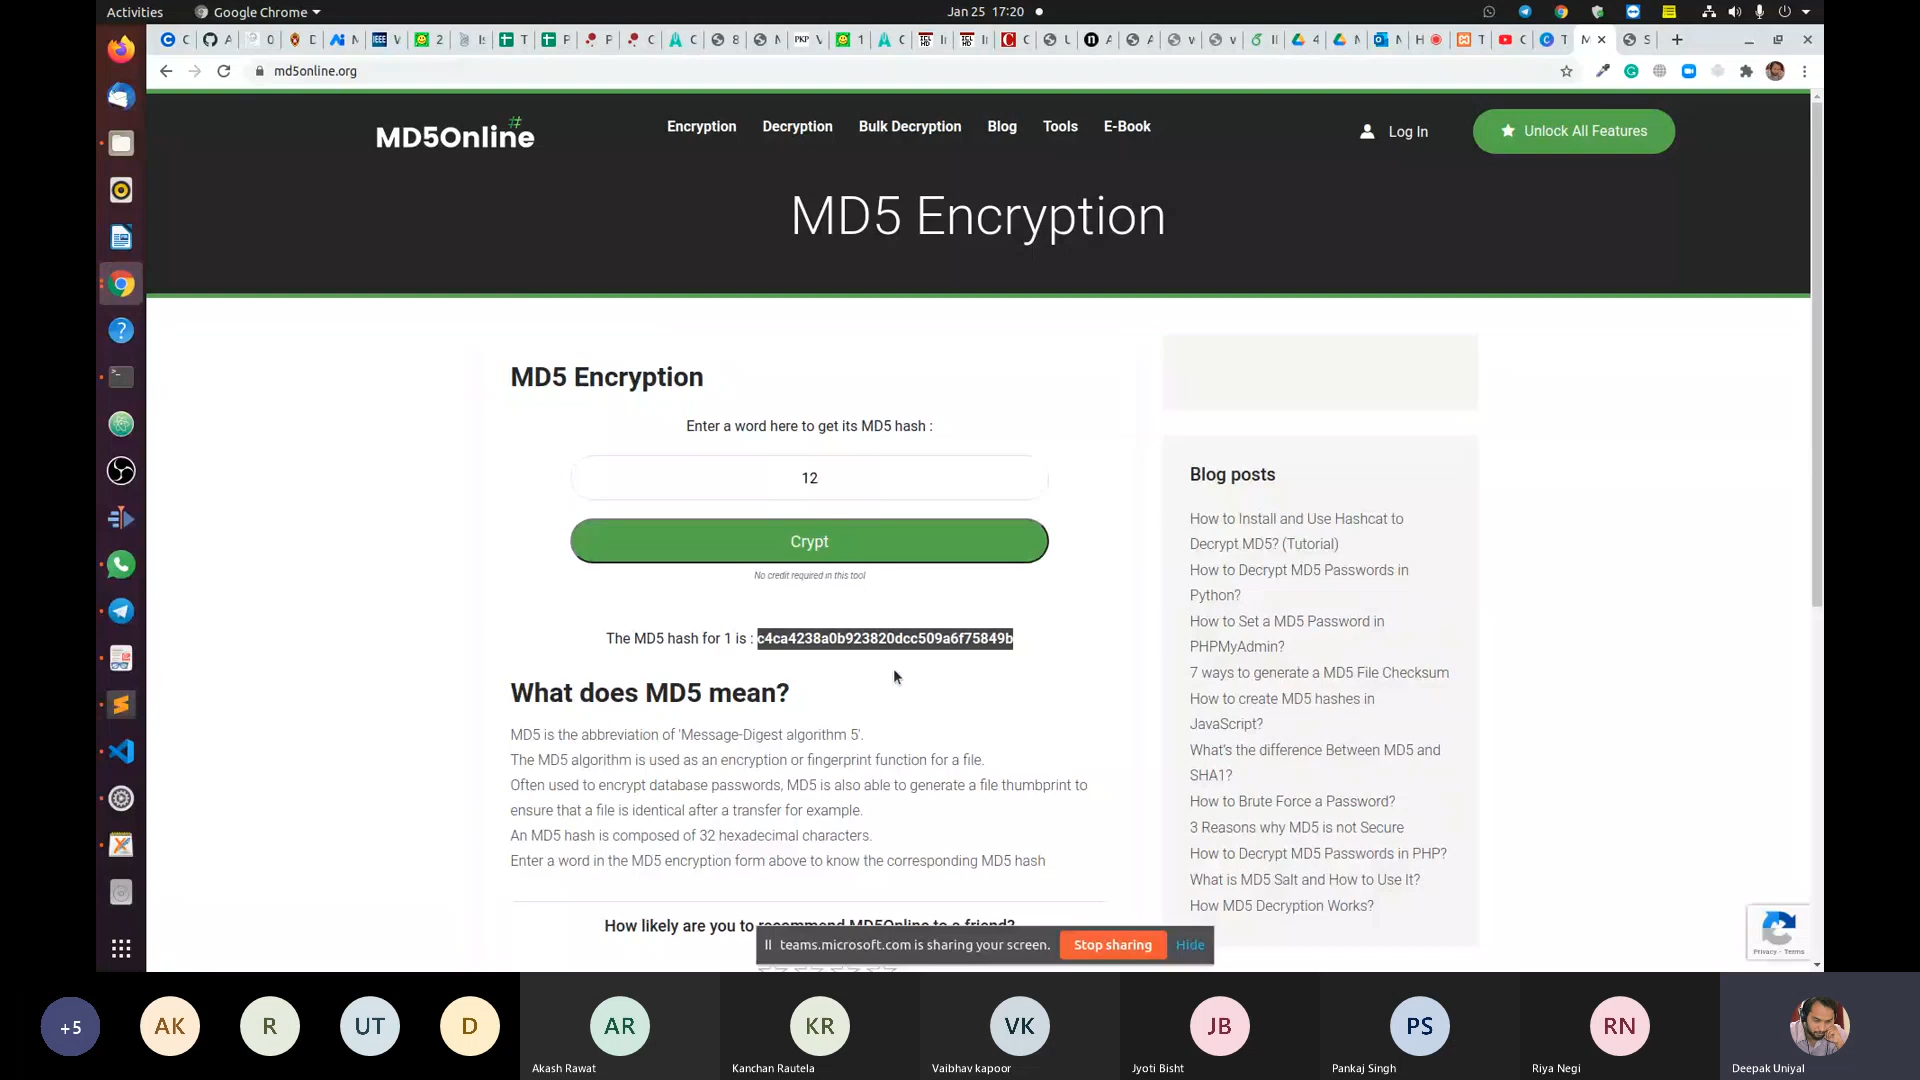 Activities
Google Chrome
Jan 25 17:20
md5online.org
MD5Online
#
Encryption
Decryption
Bulk Decryption
Blog
Tools
E-Book
Log In
Unlock All Features
MD5 Encryption
MD5 Encryption
Enter a word here to get its MD5 hash :
12
Crypt
No credit required in this tool
The MD5 hash for 1 is : c4ca4238a0b923820dcc509a6f75849b
What does MD5 mean?
MD5 is the abbreviation of 'Message-Digest algorithm 5'.
The MD5 algorithm is used as an encryption or fingerprint function for a file.
Often used to encrypt database passwords, MD5 is also able to generate a file thumbprint to
ensure that a file is identical after a transfer for example.
An MD5 hash is composed of 32 hexadecimal characters.
Enter a word in the MD5 encryption form above to know the corresponding MD5 hash
How likely are you to recommend MD5Online to a friend?
Blog posts
How to Install and Use Hashcat to
Decrypt MD5? (Tutorial)
How to Decrypt MD5 Passwords in
Python?
How to Set a MD5 Password in
PHPMyAdmin?
7 ways to generate a MD5 File Checksum
How to create MD5 hashes in
JavaScript?
What's the difference Between MD5 and
SHA1?
How to Brute Force a Password?
3 Reasons why MD5 is not Secure
How to Decrypt MD5 Passwords in PHP?
What is MD5 Salt and How to Use It?
How MD5 Decryption Works?
Privacy - Terms
teams.microsoft.com is sharing your screen.
Stop sharing
Hide
+5
AK
R
UT
D
AR
KR
VK
JB
PS
RN
Akash Rawat
Kanchan Rautela
Vaibhav kapoor
Jyoti Bisht
Pankaj Singh
Riya Negi
Deepak Uniyal